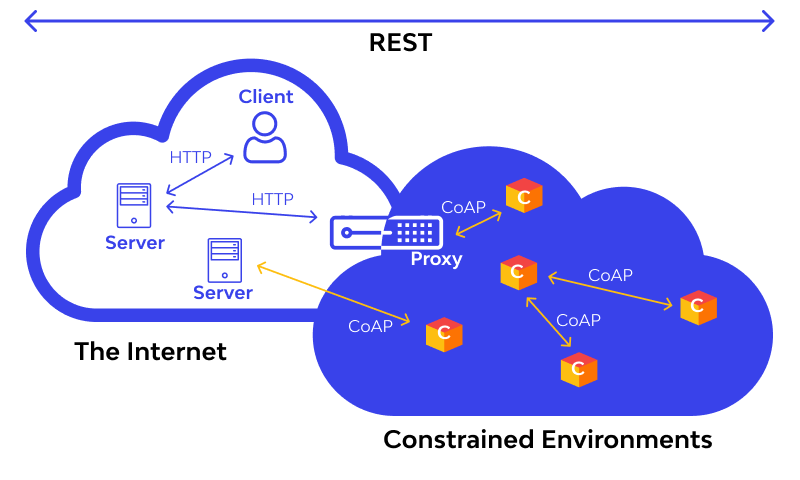 REST
Client
HTTP
HTTP
Server
Server
Proxy
The Internet
CoAP
C
C
CoAP
C
CoAP
C
CoAP
C
Constrained Environments